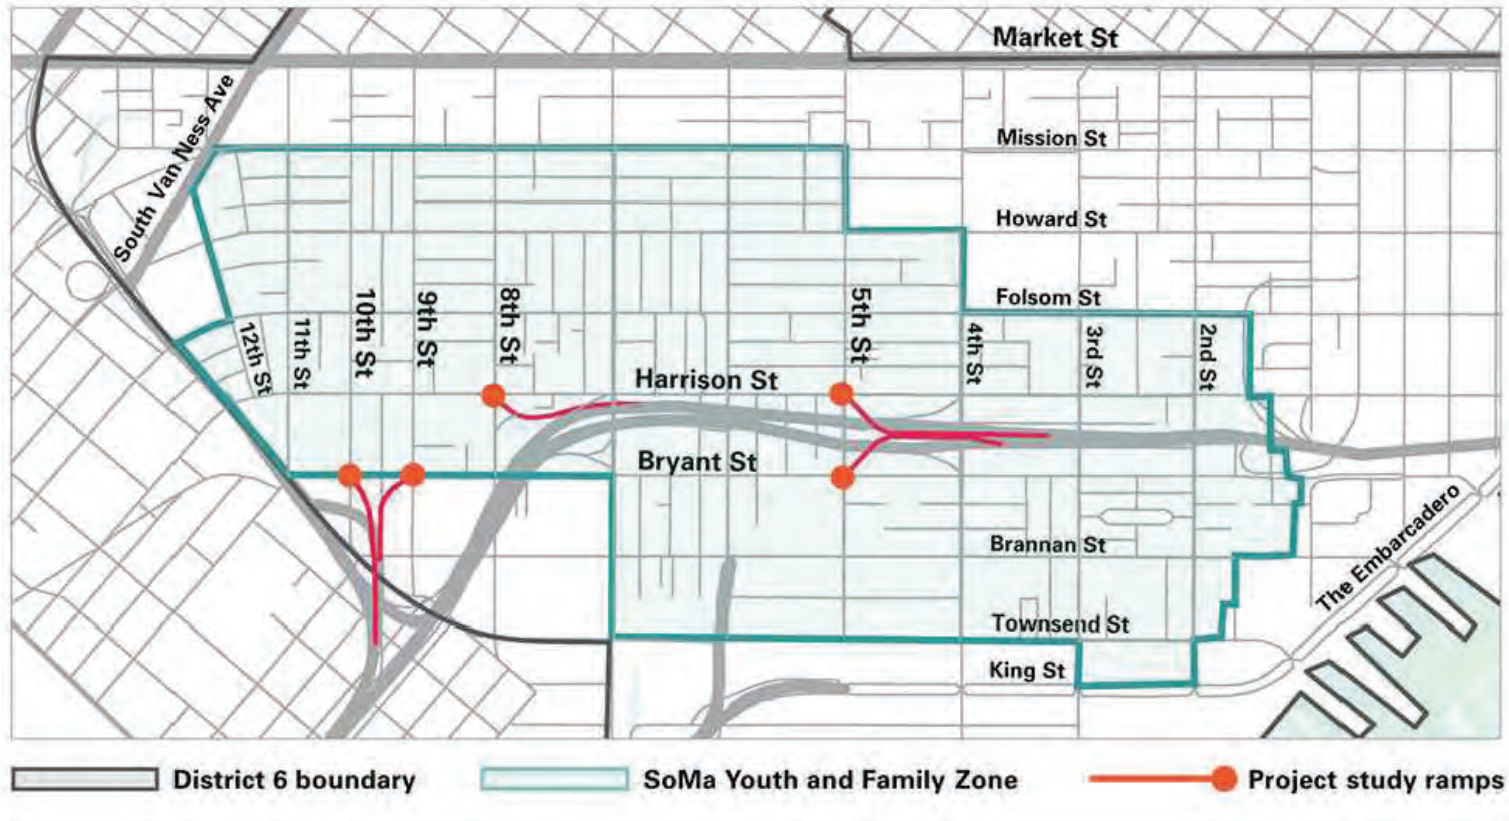 Market St
South Van Ness Ave
Mission St
Howard St
Folsom St
12th St
11th St
10th St
9th St
8th St
5th St
4th St
3rd St
2nd St
Harrison St
Bryant St
Brannan St
The Embarcadero
Townsend St
King St
District 6 boundary
SoMa Youth and Family Zone
Project study ramps